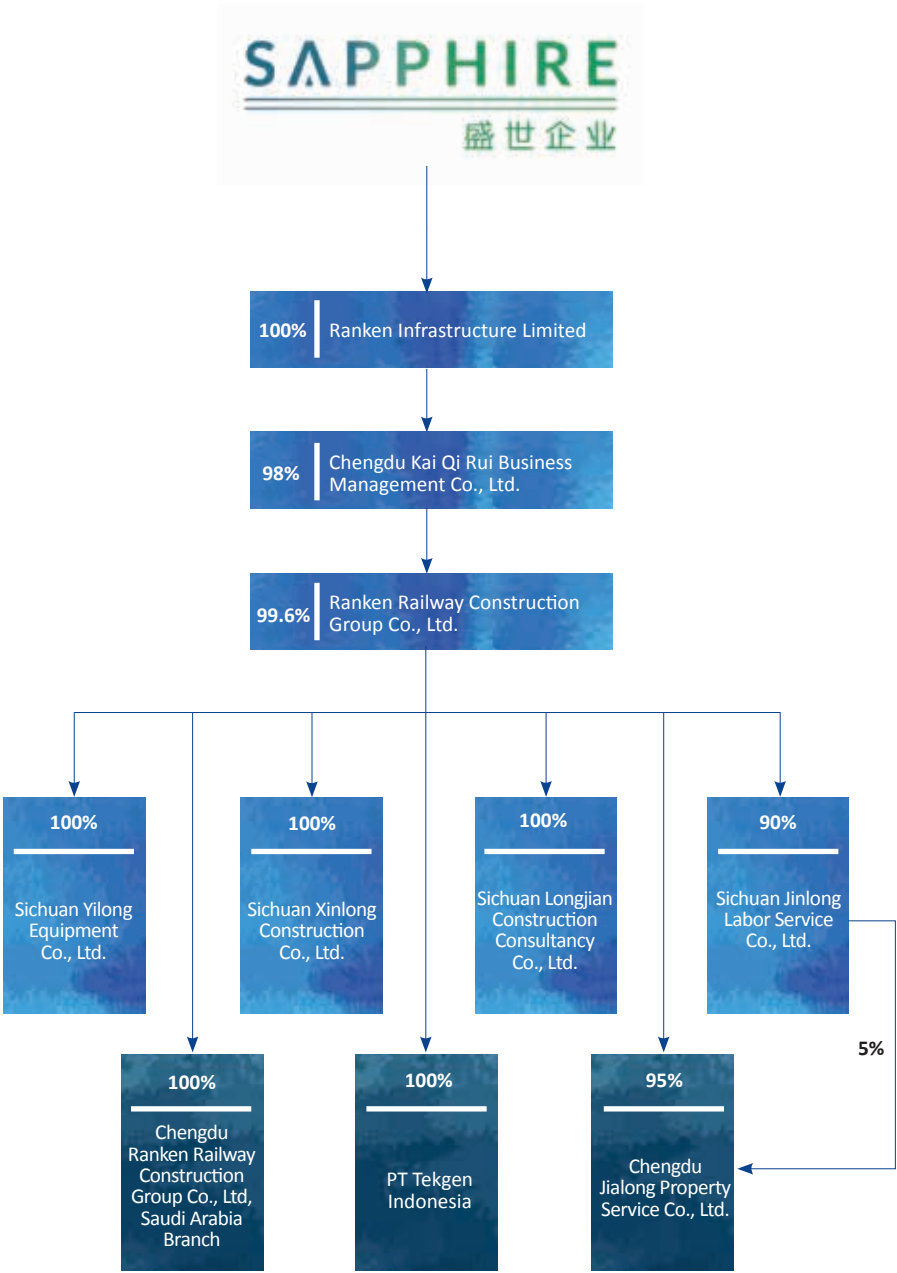 SAPPHIRE
盛世企业
100%
Ranken Infrastructure Limited
98%
Chengdu Kai Qi Rui Business
Management Co., Ltd.
99.6%
Ranken Railway Construction
Group Co., Ltd.
100%
Sichuan Yilong
Equipment
Co., Ltd.
100%
Sichuan Xinlong
Construction
Co., Ltd.
100%
Sichuan Longjian
Construction
Consultancy
Co., Ltd.
90%
Sichuan Jinlong
Labor Service
Co., Ltd.
5%
100%
Chengdu
Ranken Railway
Construction
Group Co., Ltd,
Saudi Arabia
Branch
100%
PT Tekgen
Indonesia
95%
Chengdu
Jialong Property
Service Co., Ltd.